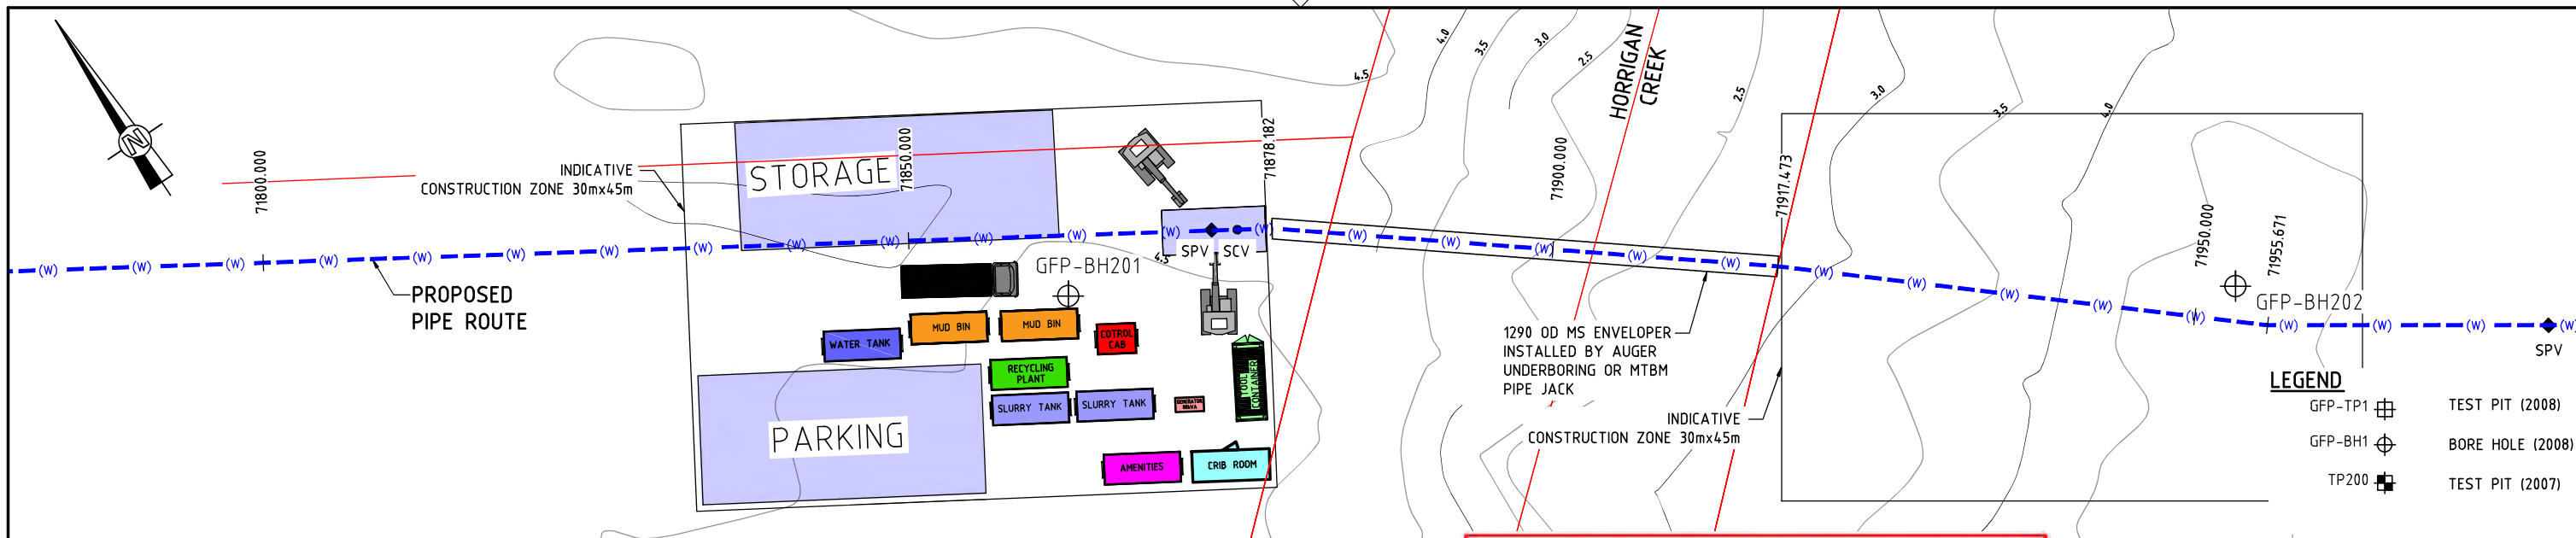 N
71800.000
INDICATIVE
CONSTRUCTION ZONE 30mx45m
PROPOSED
PIPE ROUTE
(W) (W) (W) (W) (W) (W) (W) (W) (W) (W) (W) (W) (W) (W) (W) (W) (W) (W) (W) (W) (W) (W) (W) (W) (W) (W) (W) (W)
STORAGE
71850.000
71878.182
SPV
SCV
4.5
GFP-BH201
MUD BIN
MUD BIN
WATER TANK
COTROL
CAB
RECYCLING
PLANT
SLURRY TANK
SLURRY TANK
TOOL
CONTAINER
PARKING
AMENITIES
CRIB ROOM
4.5
4.0
3.5
3.0
2.5
HORRIGAN
CREEK
2.5
3.0
3.5
4.0
71900.000
71917.473
1290 OD MS ENVELOPER
INSTALLED BY AUGER
UNDERBORING OR MTBM
PIPE JACK
INDICATIVE
CONSTRUCTION ZONE 30mx45m
71950.000
71955.671
GFP-BH202
SPV
LEGEND
GFP-TP1 TEST PIT (2008)
GFP-BH1 BORE HOLE (2008)
TP200 TEST PIT (2007)